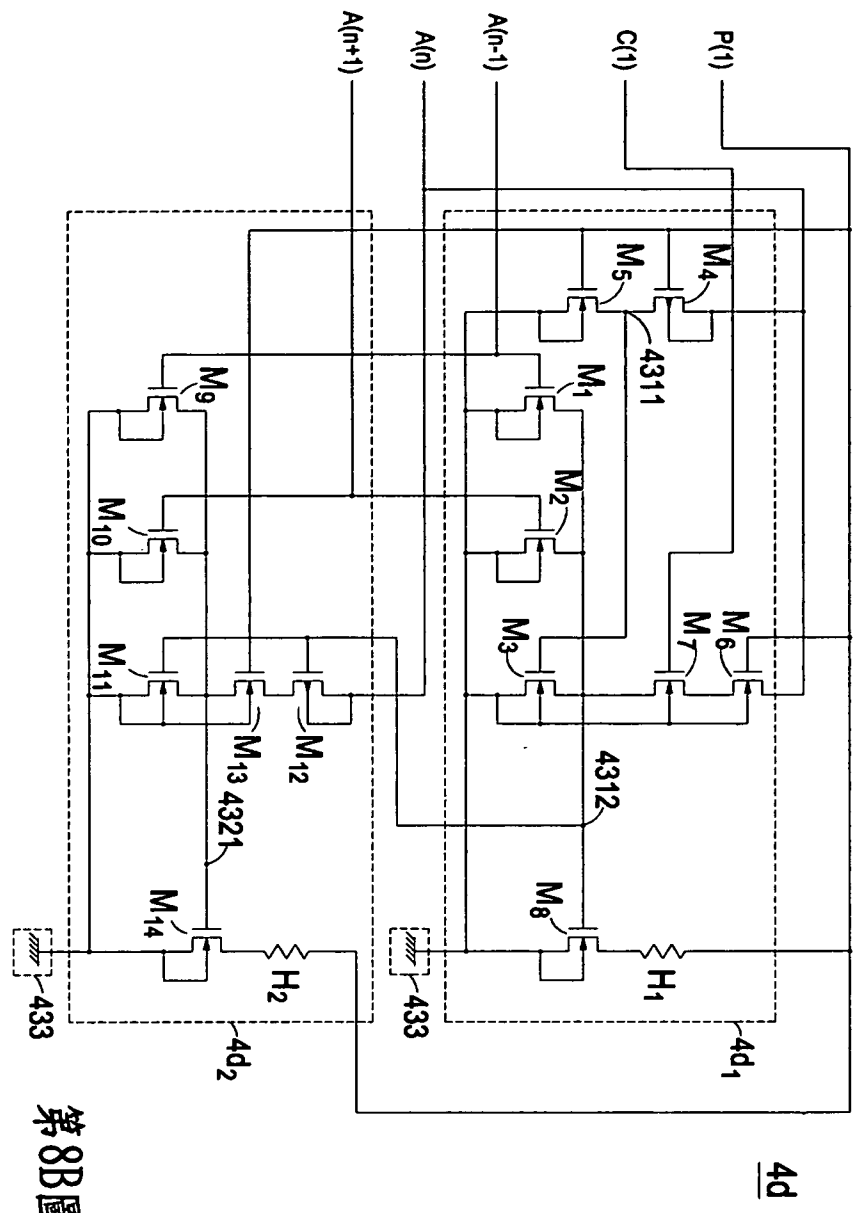 4d
P(1)
C(1)
A(n-1)
A(n)
A(n+1)
4d₁
M₄
M₆
M₇
H₁
M₅
4311
M₁
M₂
M₃
4312
M₈
433
4d₂
M₁₂
M₁₃
H₂
M₉
M₁₀
M₁₁
4321
M₁₄
433
第8B圖